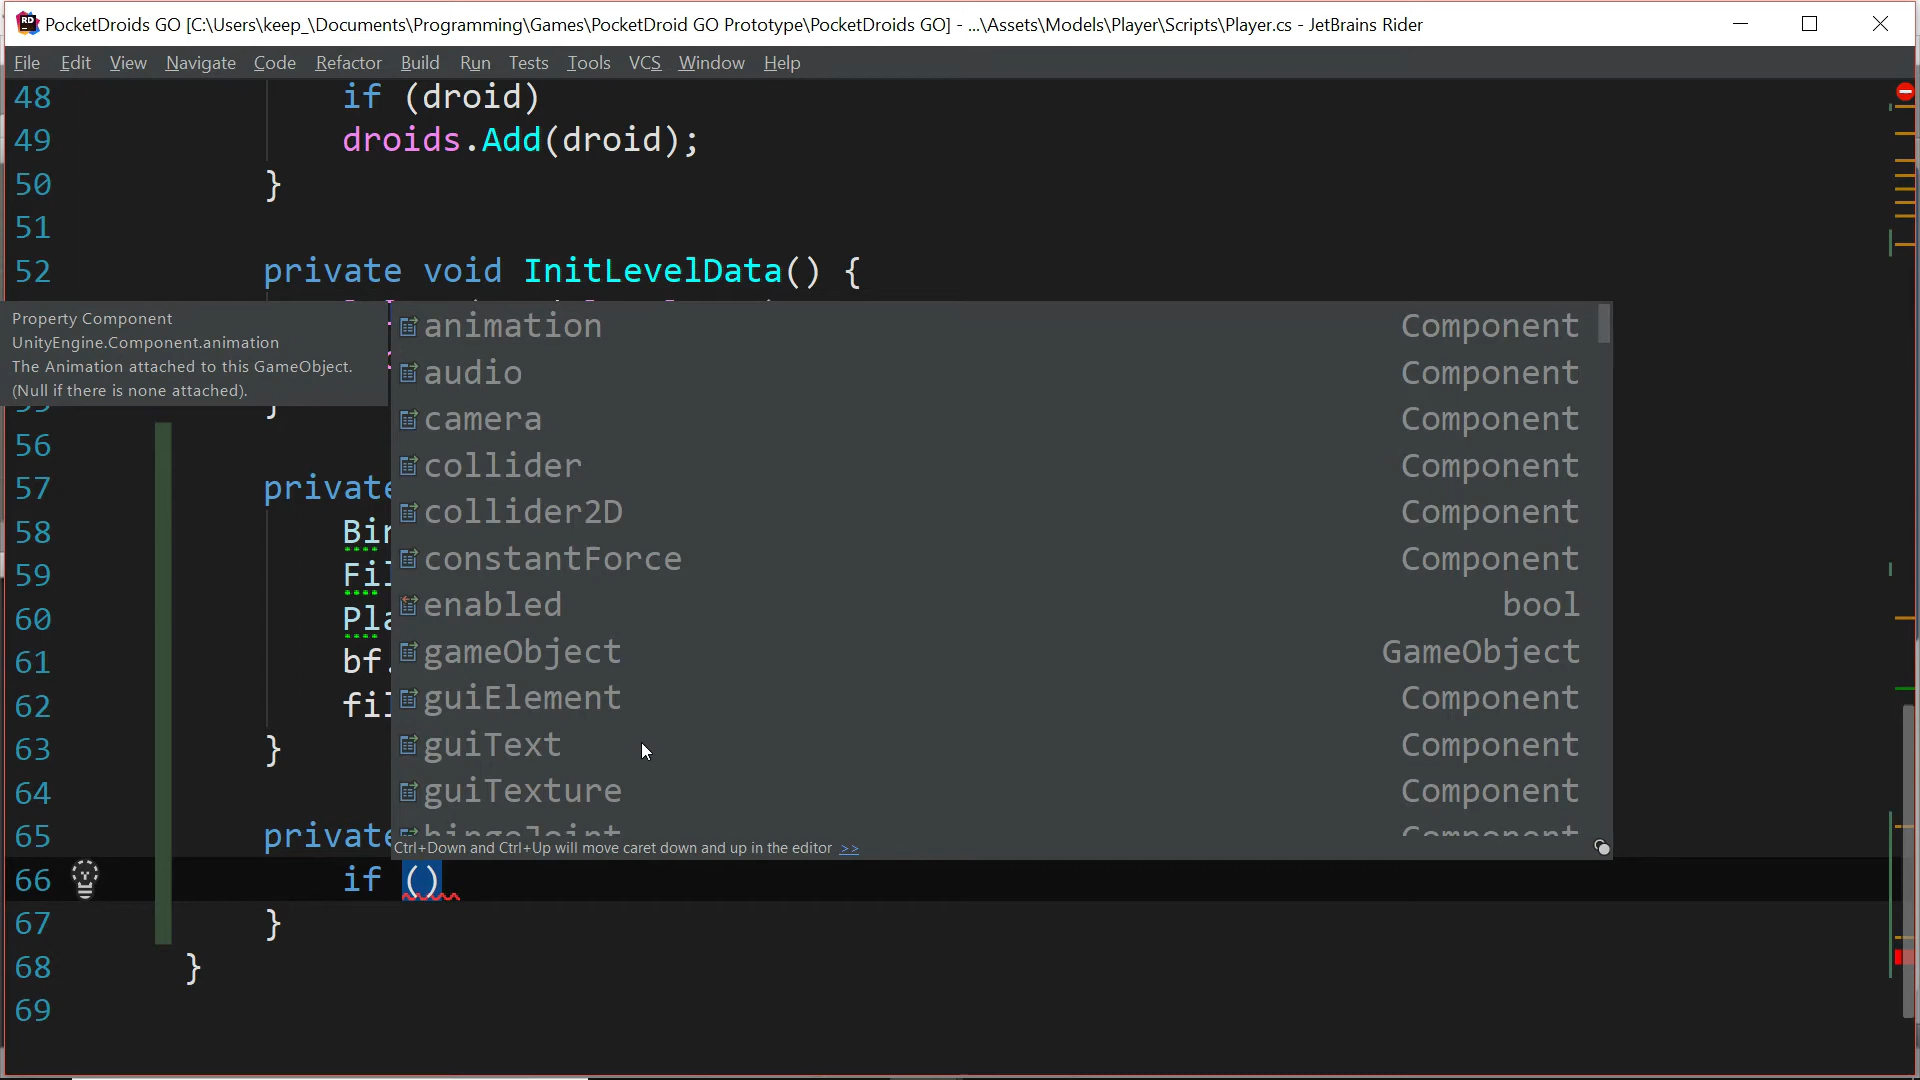 PocketDroids GO [C:\Users\keep_\Documents\Programming\Games\PocketDroid GO Prototype\PocketDroids GO] - ...\Assets\Models\Player\Scripts\Player.cs - JetBrains Rider
File Edit View Navigate Code Refactor Build Run Tests Tools VCS Window Help
48 if (droid)
49 droids.Add(droid);
50 }
51
52 private void InitLevelData() {
Property Component
UnityEngine.Component.animation
The Animation attached to this GameObject.
(Null if there is none attached).
animation Component
audio Component
camera Component
collider Component
collider2D Component
constantForce Component
enabled bool
gameObject GameObject
guiElement Component
guiText Component
guiTexture Component
hingeJoint Component
Ctrl+Down and Ctrl+Up will move caret down and up in the editor >>
56
57 private
58 Bin
59 Fil
60 Pla
61 bf.
62 fil
63 }
64
65 private
66 if ()
67 }
68 }
69